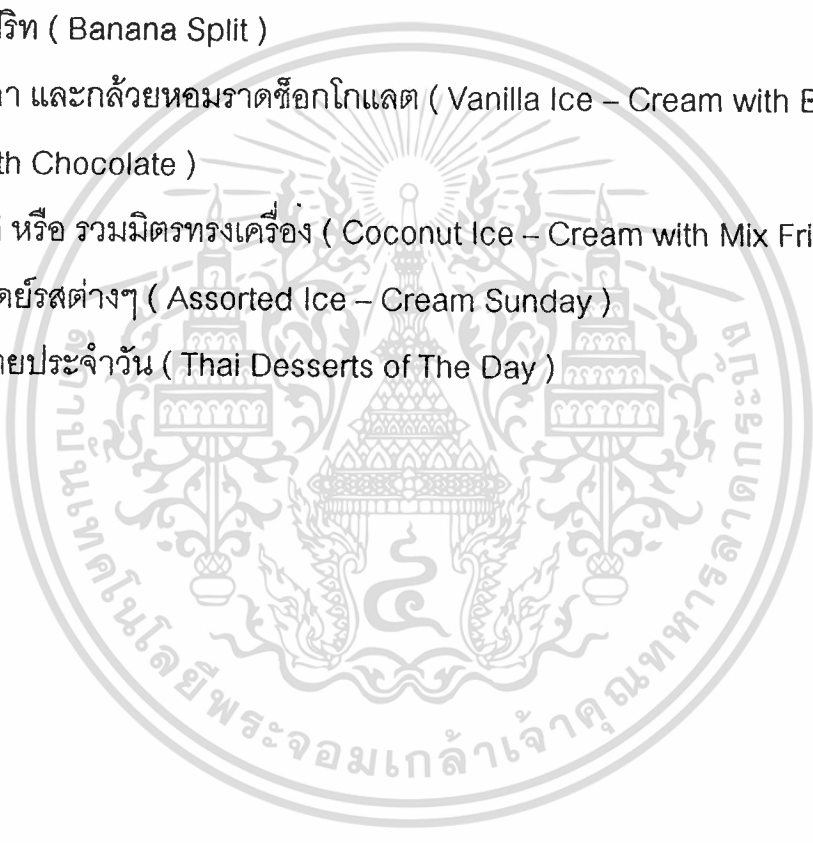 ปริท ( Banana Split )
และกล้วยหอมราดช็อกโกแลต ( Vanilla Ice – Cream with
th Chocolate )
หรือ รวมมิตรทรงเครื่อง ( Coconut Ice – Cream with Mix Fri
ดย์รสต่างๆ ( Assorted Ice – Cream Sunday )
ายประจำวัน ( Thai Desserts of The Day )
สถาบันเทคโนโลยีพระจอมเกล้าเจ้าคุณทหารลาดกระบัง